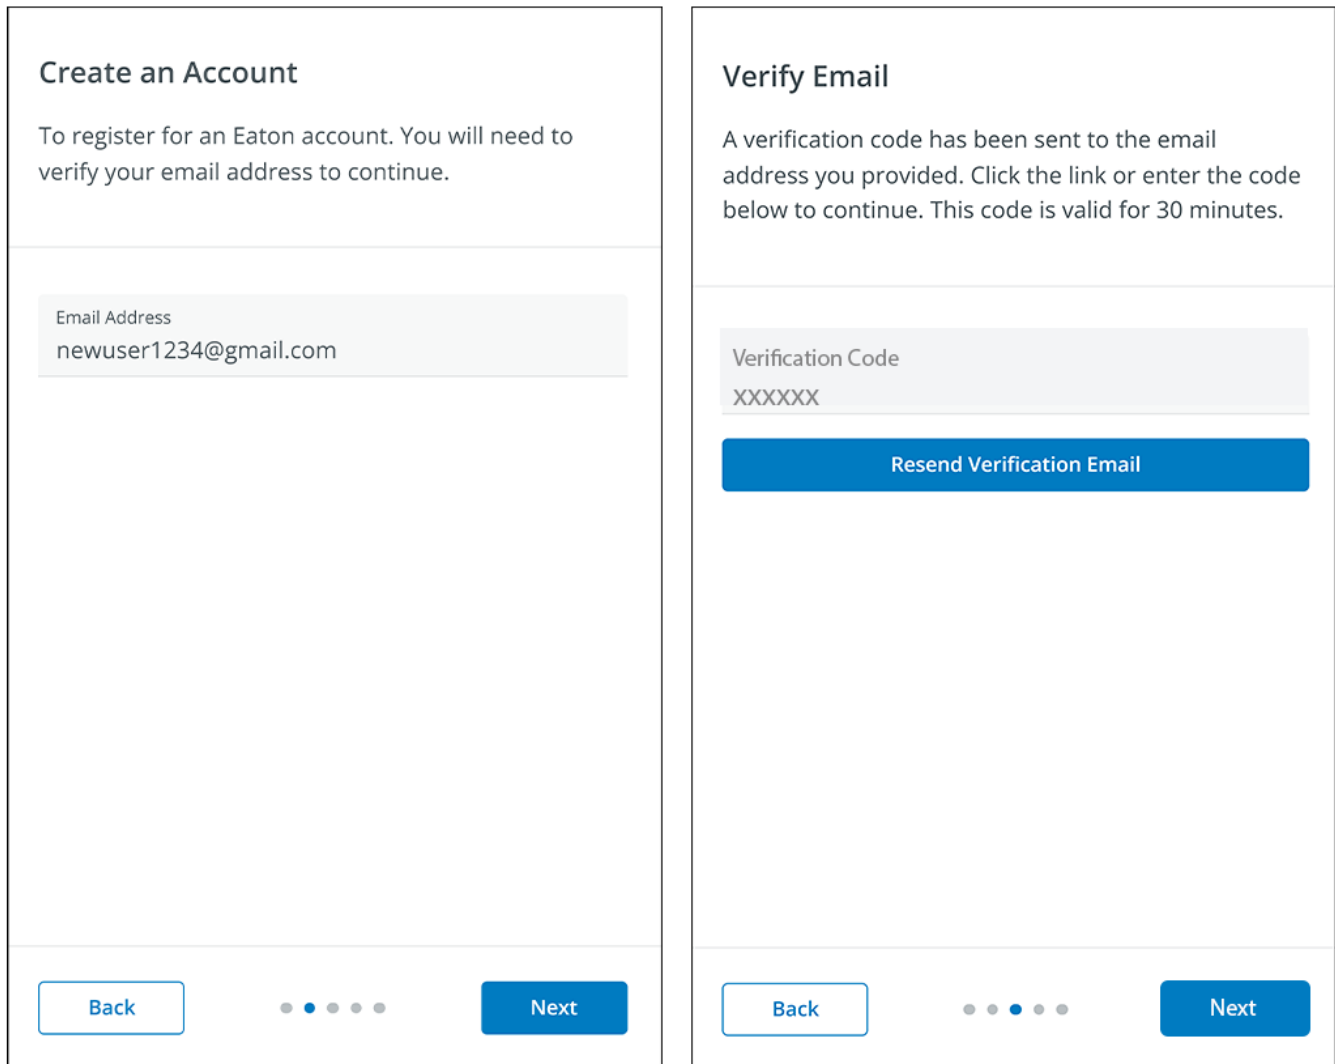 Create an Account
To register for an Eaton account. You will need to
verify your email address to continue.
Email Address
newuser1234@gmail.com
Back
Next
Verify Email
A verification code has been sent to the email
address you provided. Click the link or enter the code
below to continue. This code is valid for 30 minutes.
Verification Code
XXXXXX
Resend Verification Email
Back
Next